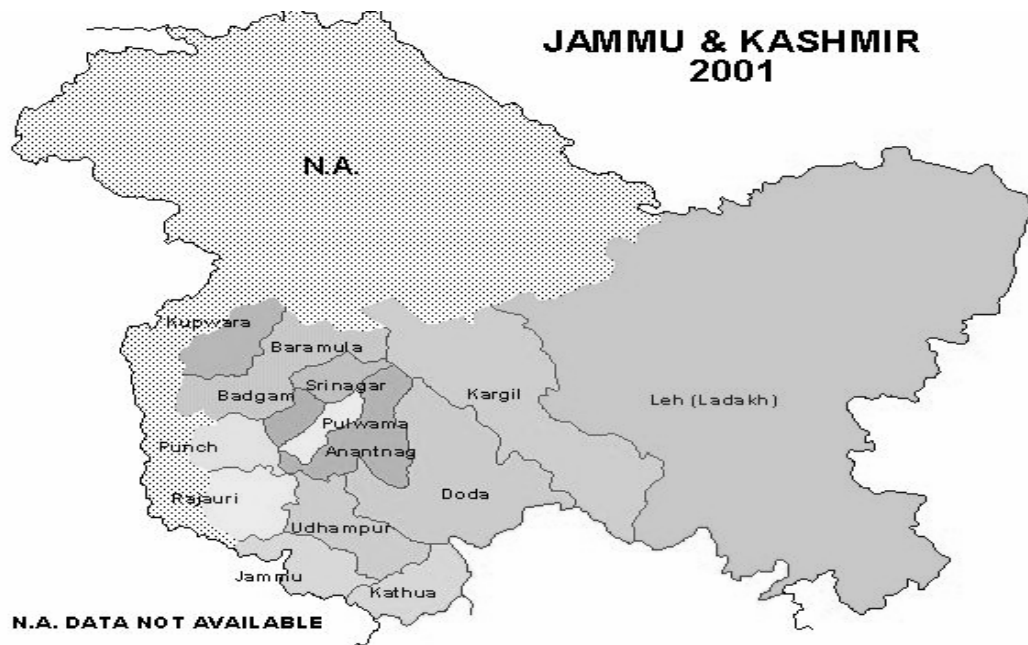 JAMMU & KASHMIR
2001
N.A.
Kupwara
Baramula
Srinagar
Badgam
Kargil
Leh (Ladakh)
Pulwama
Punch
Anantnag
Rajauri
Doda
Udhampur
Jammu
Kathua
N.A. DATA NOT AVAILABLE